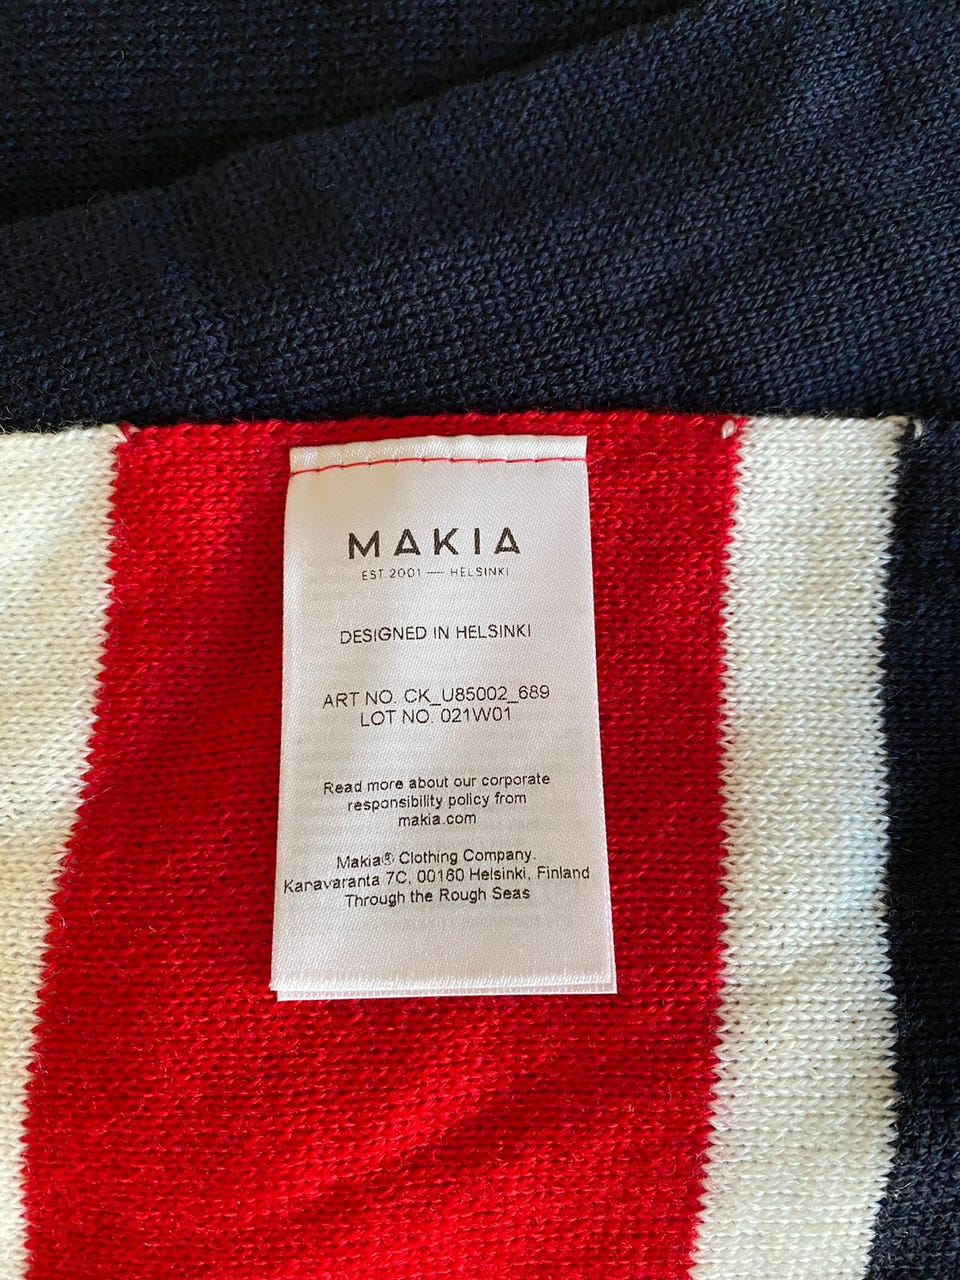 MAKIA
EST 2001 — HELSINKI
DESIGNED IN HELSINKI
ART NO. CK_U85002_689
LOT NO. 021W01
Read more about our corporate
responsibility policy from
makia.com
Makia® Clothing Company.
Kanavaranta 7C, 00160 Helsinki, Finland
Through the Rough Seas